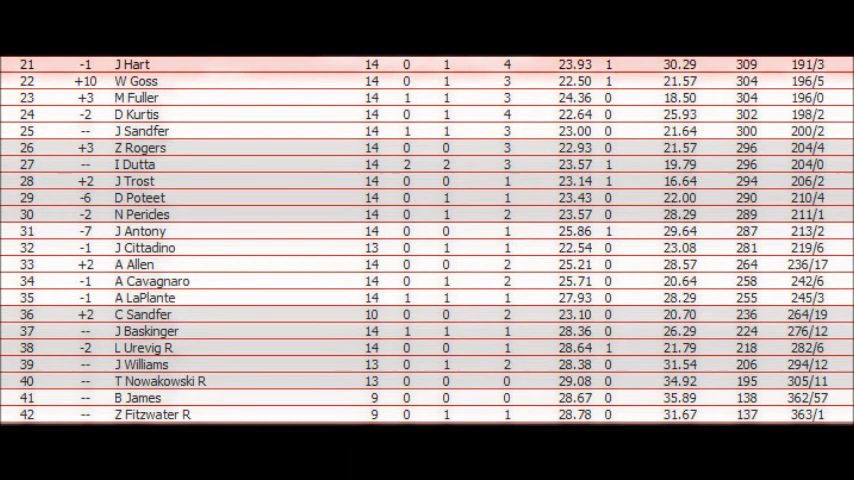 21 -1 J Hart 14 0 1 4 23.93 1 30.29 309 191/3
22 +10 W Goss 14 0 1 3 22.50 1 21.57 304 196/5
23 +3 M Fuller 14 1 1 3 24.36 0 18.50 304 196/0
24 -2 D Kurtis 14 0 1 4 22.64 0 25.93 302 198/2
25 -- J Sandfer 14 1 1 3 23.00 0 21.64 300 200/2
26 +3 Z Rogers 14 0 0 3 22.93 0 21.57 296 204/4
27 -- I Dutta 14 2 2 3 23.57 1 19.79 296 204/0
28 +2 J Trost 14 0 0 1 23.14 1 16.64 294 206/2
29 -6 D Poteet 14 0 1 1 23.43 0 22.00 290 210/4
30 -2 N Perides 14 0 1 2 23.57 0 28.29 289 211/1
31 -7 J Antony 14 0 0 1 25.86 1 29.64 287 213/2
32 -1 J Cittadino 13 0 1 1 22.54 0 23.08 281 219/6
33 +2 A Allen 14 0 0 2 25.21 0 28.57 264 236/17
34 -1 A Cavagnaro 14 0 1 2 25.71 0 20.64 258 242/6
35 -1 A LaPlante 14 1 1 1 27.93 0 28.29 255 245/3
36 +2 C Sandfer 10 0 0 2 23.10 0 20.70 236 264/19
37 -- J Baskinger 14 1 1 1 28.36 0 26.29 224 276/12
38 -2 L Urevig R 14 0 0 1 28.64 1 21.79 218 282/6
39 -- J Williams 13 0 1 2 28.38 0 31.54 206 294/12
40 -- T Nowakowski R 13 0 0 0 29.08 0 34.92 195 305/11
41 -- B James 9 0 0 0 28.67 0 35.89 138 362/57
42 -- Z Fitzwater R 9 0 1 1 28.78 0 31.67 137 363/1